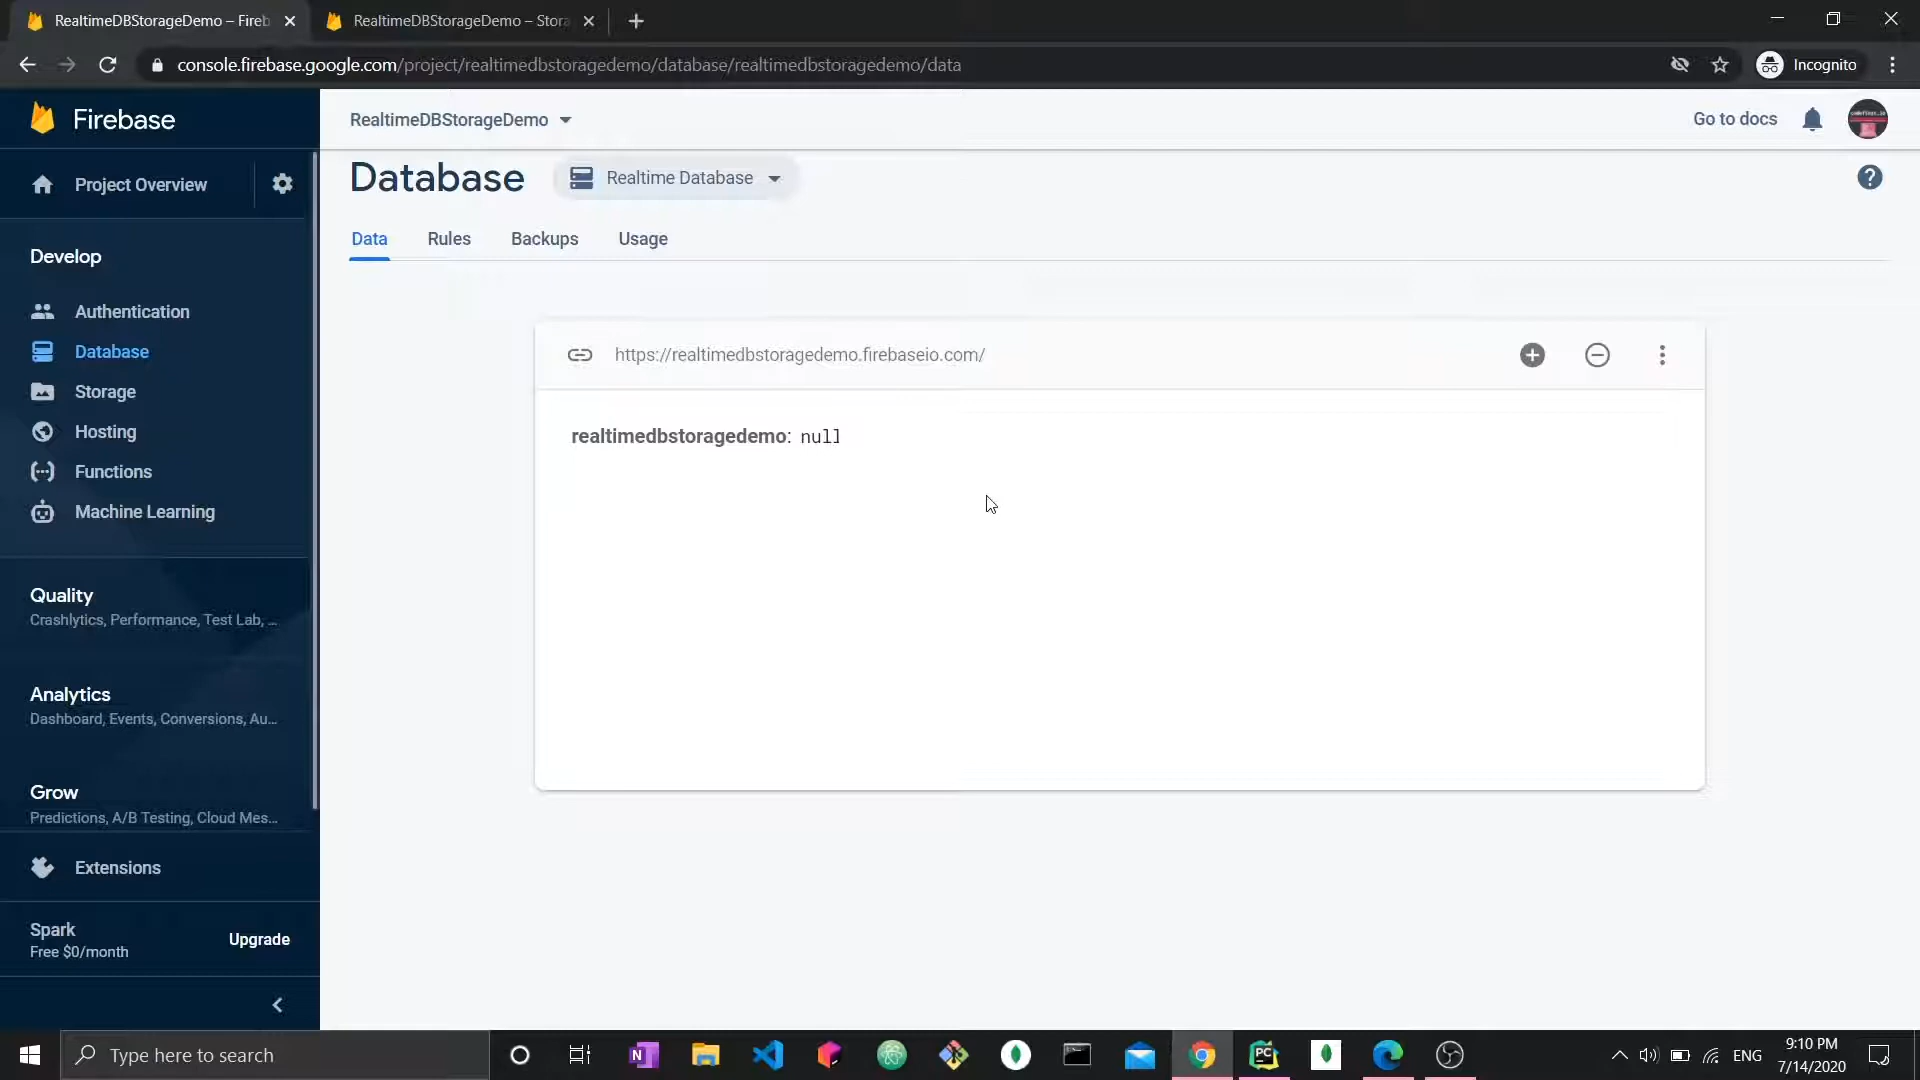 RealtimeDBStorageDemo – Fireb
RealtimeDBStorageDemo – Stora
console.firebase.google.com/project/realtimedbstoragedemo/database/realtimedbstoragedemo/data
Incognito
Firebase
RealtimeDBStorageDemo
Go to docs
Project Overview
Database
Realtime Database
Data
Rules
Backups
Usage
Develop
Authentication
Database
Storage
Hosting
Functions
Machine Learning
https://realtimedbstoragedemo.firebaseio.com/
realtimedbstoragedemo: null
Quality
Crashlytics, Performance, Test Lab, ...
Analytics
Dashboard, Events, Conversions, Au...
Grow
Predictions, A/B Testing, Cloud Mes...
Extensions
Spark
Free $0/month
Upgrade
Type here to search
ENG
9:10 PM
7/14/2020